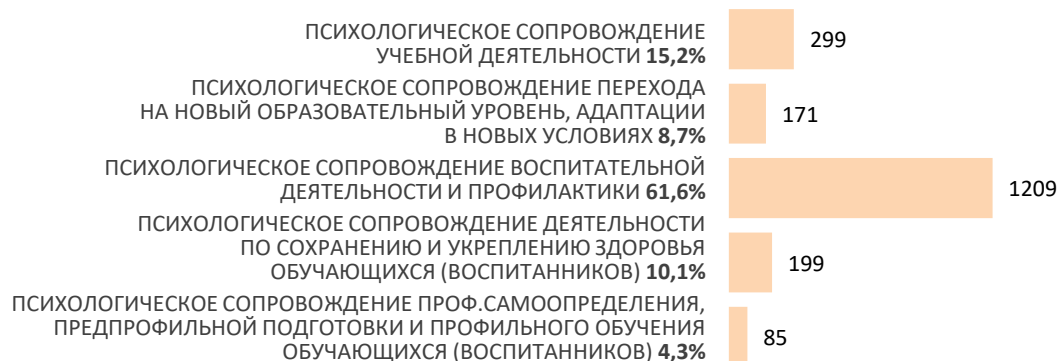 ПСИХОЛОГИЧЕСКОЕ СОПРОВОЖДЕНИЕ
УЧЕБНОЙ ДЕЯТЕЛЬНОСТИ 15,2%
299
ПСИХОЛОГИЧЕСКОЕ СОПРОВОЖДЕНИЕ ПЕРЕХОДА
НА НОВЫЙ ОБРАЗОВАТЕЛЬНЫЙ УРОВЕНЬ, АДАПТАЦИИ
В НОВЫХ УСЛОВИЯХ 8,7%
171
ПСИХОЛОГИЧЕСКОЕ СОПРОВОЖДЕНИЕ ВОСПИТАТЕЛЬНОЙ
ДЕЯТЕЛЬНОСТИ И ПРОФИЛАКТИКИ 61,6%
1209
ПСИХОЛОГИЧЕСКОЕ СОПРОВОЖДЕНИЕ ДЕЯТЕЛЬНОСТИ
ПО СОХРАНЕНИЮ И УКРЕПЛЕНИЮ ЗДОРОВЬЯ
ОБУЧАЮЩИХСЯ (ВОСПИТАННИКОВ) 10,1%
199
ПСИХОЛОГИЧЕСКОЕ СОПРОВОЖДЕНИЕ ПРОФ.САМООПРЕДЕЛЕНИЯ,
ПРЕДПРОФИЛЬНОЙ ПОДГОТОВКИ И ПРОФИЛЬНОГО ОБУЧЕНИЯ
ОБУЧАЮЩИХСЯ (ВОСПИТАННИКОВ) 4,3%
85